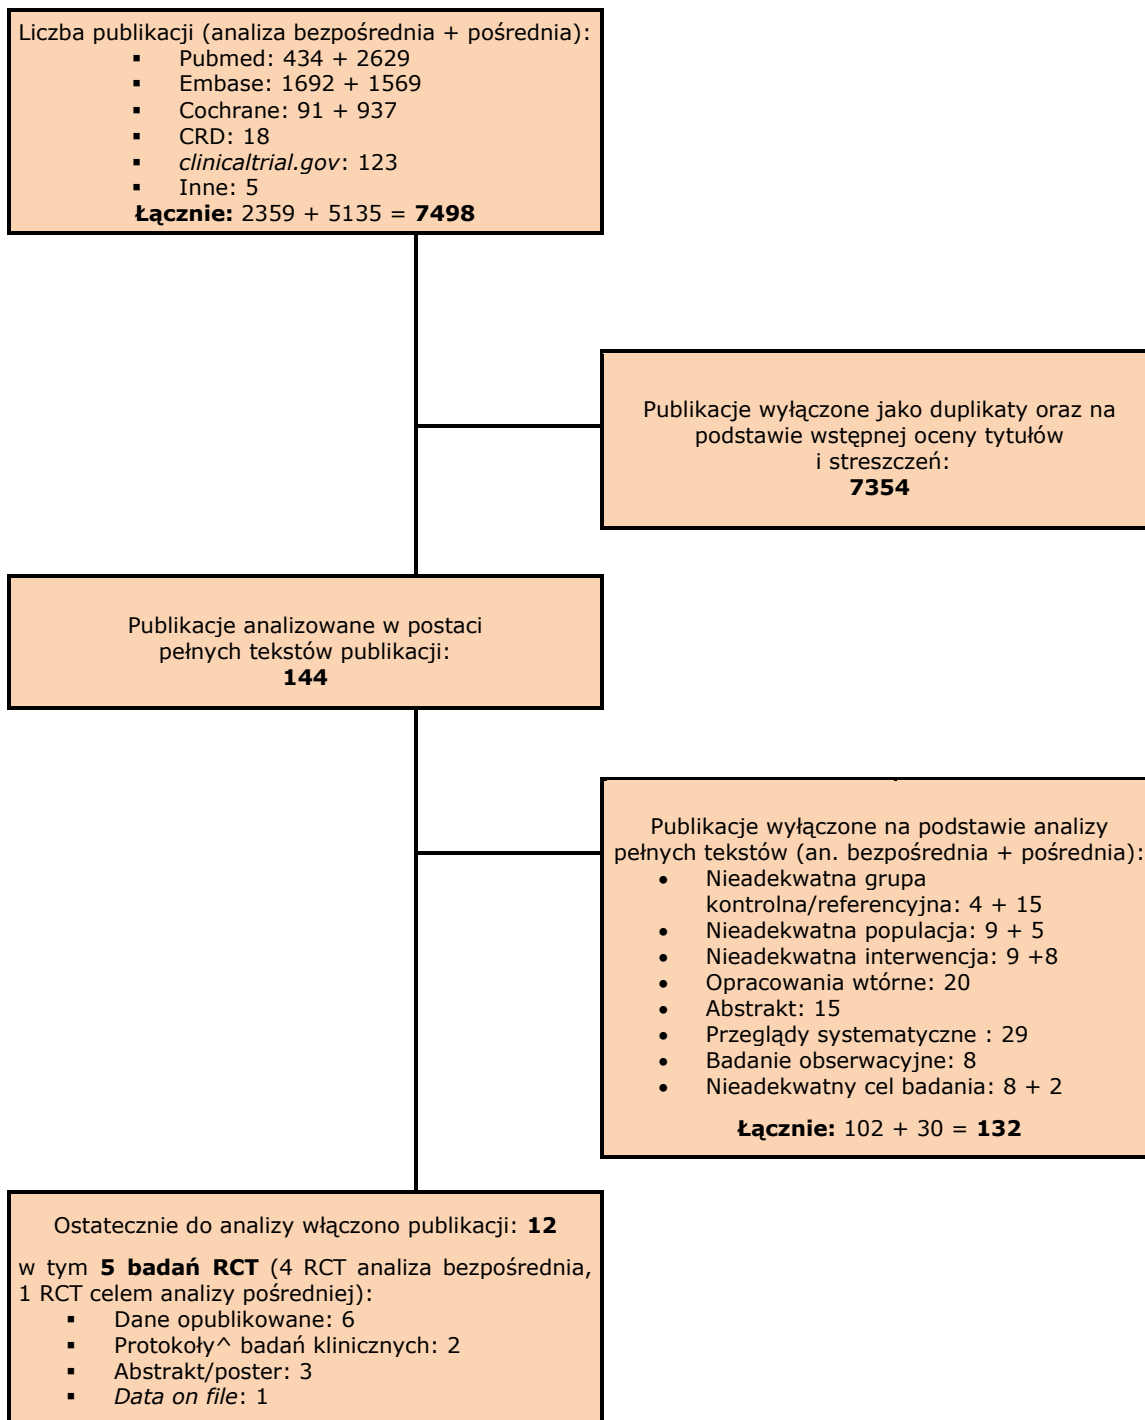 Liczba publikacji (analiza bezpośrednia + pośrednia):
▪ Pubmed: 434 + 2629
▪ Embase: 1692 + 1569
▪ Cochrane: 91 + 937
▪ CRD: 18
▪ clinicaltrial.gov: 123
▪ Inne: 5
Łącznie: 2359 + 5135 = 7498
Publikacje wyłączone jako duplikaty oraz na
podstawie wstępnej oceny tytułów
i streszczeń:
7354
Publikacje analizowane w postaci
pełnych tekstów publikacji:
144
Publikacje wyłączone na podstawie analizy
pełnych tekstów (an. bezpośrednia + pośrednia):
• Nieadekwatna grupa
kontrolna/referencyjna: 4 + 15
• Nieadekwatna populacja: 9 + 5
• Nieadekwatna interwencja: 9 +8
• Opracowania wtórne: 20
• Abstrakt: 15
• Przeglądy systematyczne : 29
• Badanie obserwacyjne: 8
• Nieadekwatny cel badania: 8 + 2
Łącznie: 102 + 30 = 132
Ostatecznie do analizy włączono publikacji: 12
w tym 5 badań RCT (4 RCT analiza bezpośrednia,
1 RCT celem analizy pośredniej):
▪ Dane opublikowane: 6
▪ Protokoły^ badań klinicznych: 2
▪ Abstrakt/poster: 3
▪ Data on file: 1